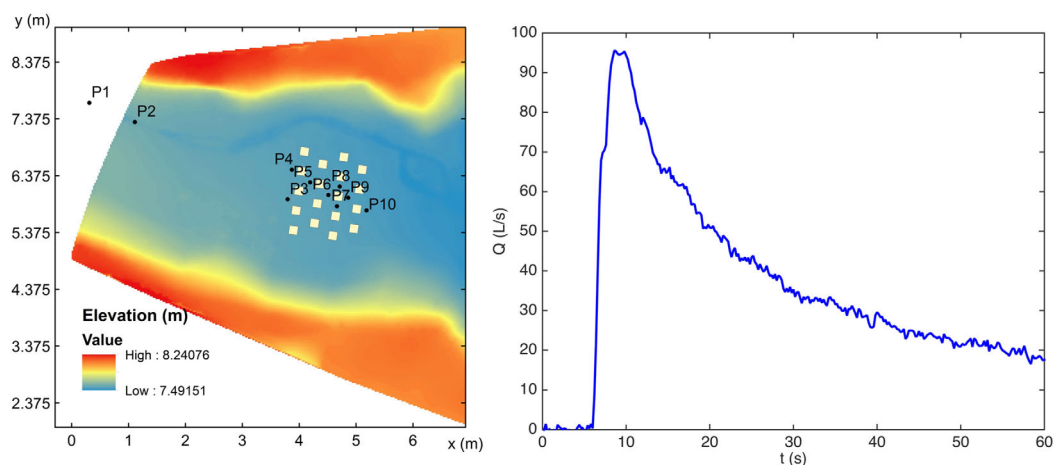 y (m)
8.375
7.375
6.375
5.375
4.375
3.375
2.375
P1
P2
P4
P5
P8
P3
P6
P9
P7
P10
Elevation (m)
Value
High : 8.24076
Low : 7.49151
0
1
2
3
4
5
6
x (m)
100
90
80
70
60
50
40
30
20
10
0
Q (L/s)
0
10
20
30
40
50
60
t (s)